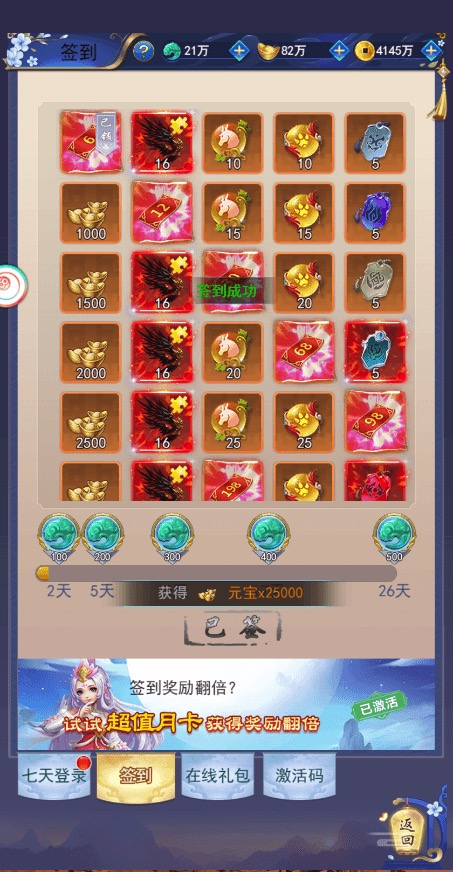 签到 ? 21万 82万 4145万
6 已领 16 10 10 5
1000 12 15 15 5
1500 16 签到成功 20 5
2000 16 20 68 5
2500 16 25 25 98
198
100 200 300 400 500
2天 5天 获得 元宝x25000 26天
已签
签到奖励翻倍?
试试超值月卡获得奖励翻倍 已激活
七天登录 签到 在线礼包 激活码
返回